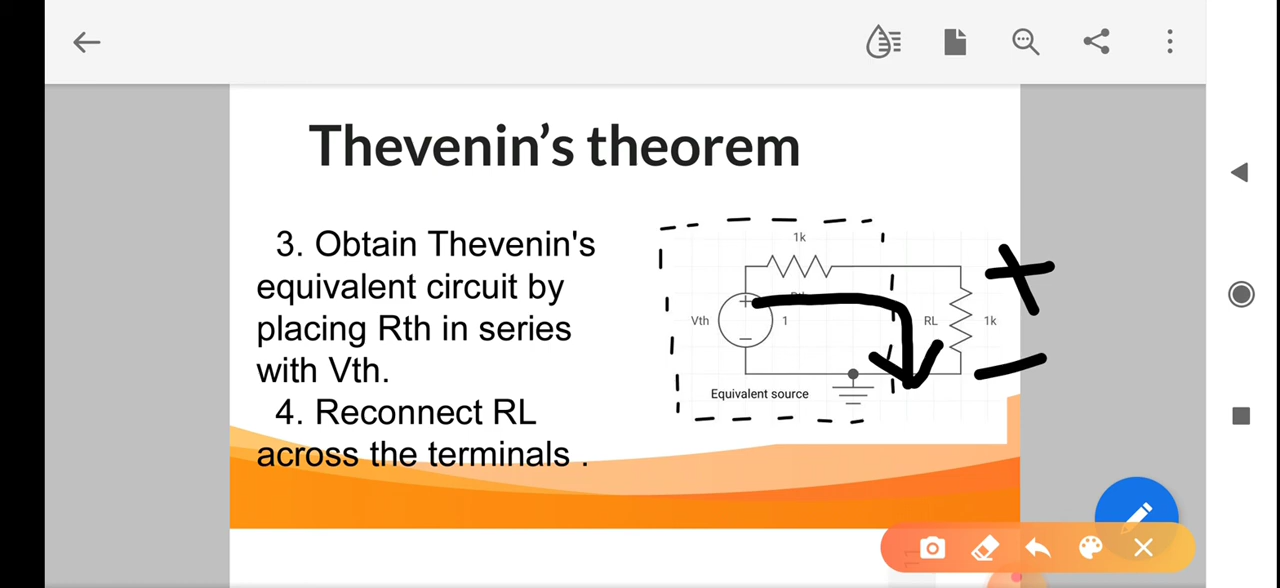 Thevenin's theorem
3. Obtain Thevenin's
equivalent circuit by
placing Rth in series
with Vth.
4. Reconnect RL
across the terminals .
1k
+
Vth
1
RL
1k
−
Equivalent source
+
−